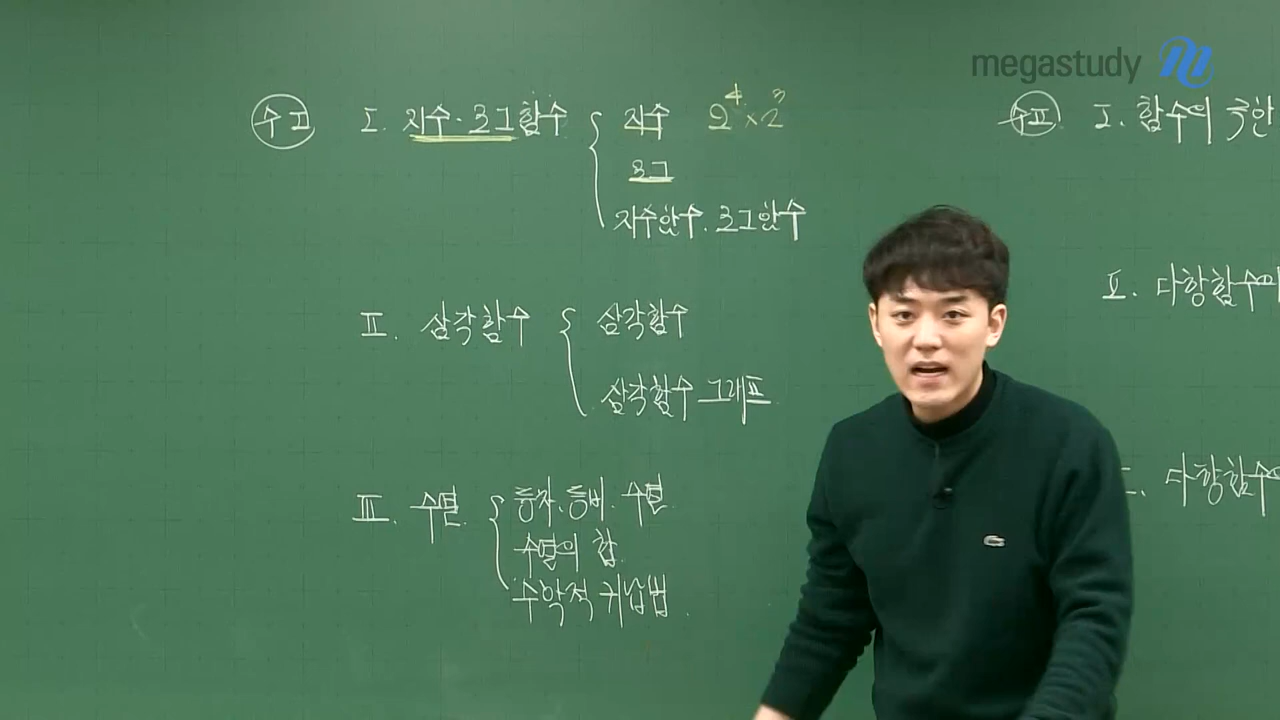 megastudy
수Ⅰ Ⅰ. 지수·로그함수 { 지수 2⁴×2³
로그
지수함수. 로그함수
Ⅱ. 삼각함수 { 삼각함수
삼각함수 그래프
Ⅲ. 수열 { 등차. 등비. 수열
수열의 합
수학적 귀납법
수Ⅱ Ⅰ. 함수의 극한
Ⅱ. 다항함수의
다항함수의